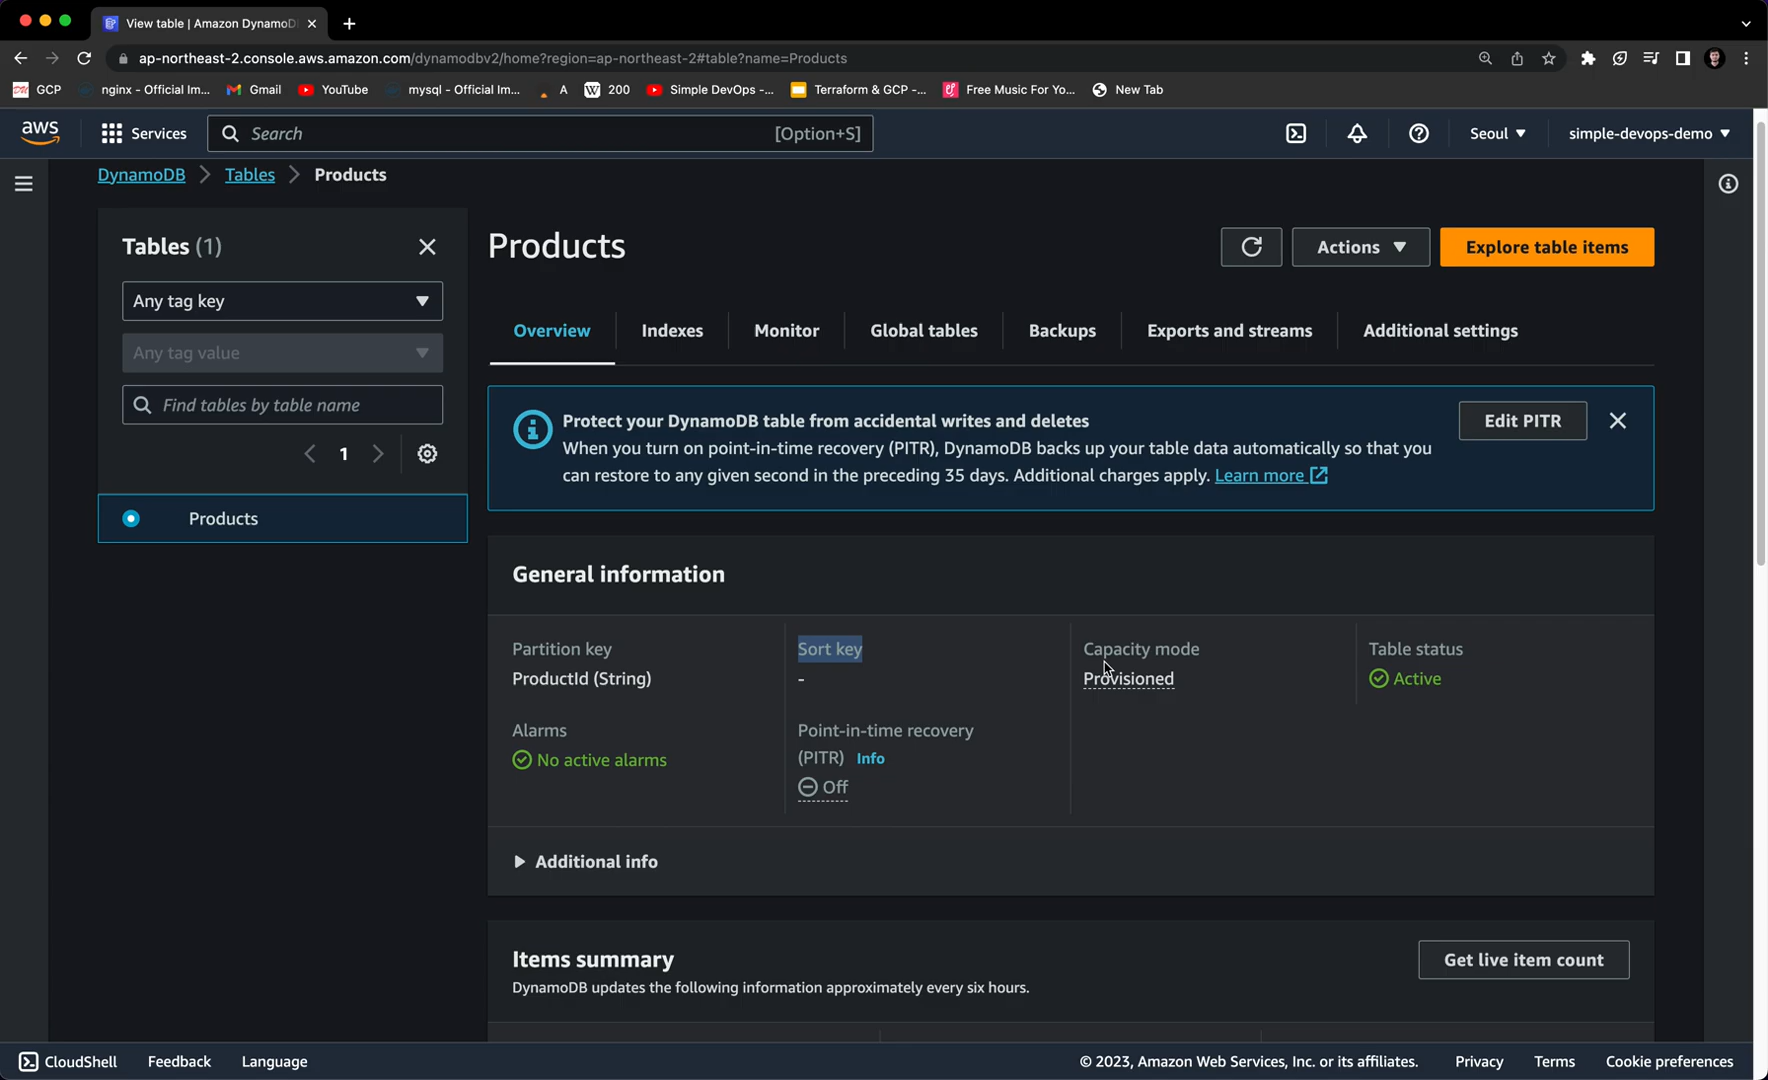 View table | Amazon DynamoD
ap-northeast-2.console.aws.amazon.com/dynamodbv2/home?region=ap-northeast-2#table?name=Products
GCP
nginx - Official Im...
Gmail
YouTube
mysql - Official Im...
A
W 200
Simple DevOps -...
Terraform & GCP -...
Free Music For Yo...
New Tab
aws
Services
Search
[Option+S]
Seoul
simple-devops-demo
DynamoDB
Tables
Products
Tables (1)
Any tag key
Any tag value
Find tables by table name
1
Products
Products
Actions
Explore table items
Overview
Indexes
Monitor
Global tables
Backups
Exports and streams
Additional settings
Protect your DynamoDB table from accidental writes and deletes
When you turn on point-in-time recovery (PITR), DynamoDB backs up your table data automatically so that you
can restore to any given second in the preceding 35 days. Additional charges apply. Learn more
Edit PITR
General information
Partition key
ProductId (String)
Sort key
-
Capacity mode
Provisioned
Table status
Active
Alarms
No active alarms
Point-in-time recovery
(PITR) Info
Off
Additional info
Items summary
DynamoDB updates the following information approximately every six hours.
Get live item count
CloudShell
Feedback
Language
© 2023, Amazon Web Services, Inc. or its affiliates.
Privacy
Terms
Cookie preferences